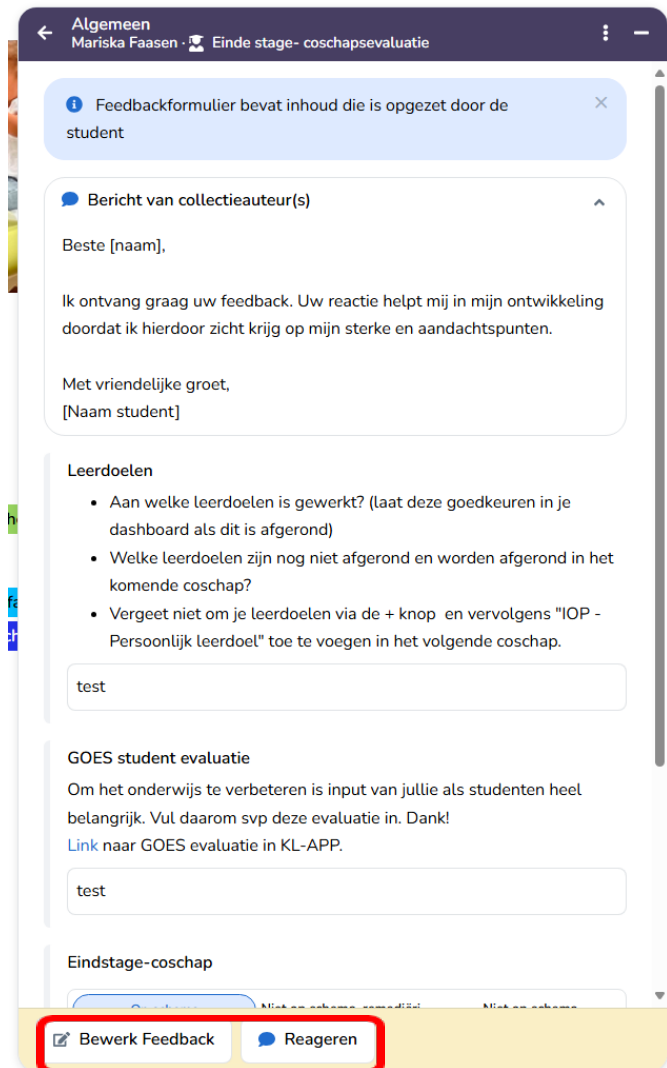 Algemeen
Mariska Faasen · Einde stage- coschapsevaluatie
Feedbackformulier bevat inhoud die is opgezet door de
student
Bericht van collectieauteur(s)
Beste [naam],
Ik ontvang graag uw feedback. Uw reactie helpt mij in mijn ontwikkeling
doordat ik hierdoor zicht krijg op mijn sterke en aandachtspunten.
Met vriendelijke groet,
[Naam student]
Leerdoelen
• Aan welke leerdoelen is gewerkt? (laat deze goedkeuren in je
dashboard als dit is afgerond)
• Welke leerdoelen zijn nog niet afgerond en worden afgerond in het
komende coschap?
• Vergeet niet om je leerdoelen via de + knop en vervolgens "IOP -
Persoonlijk leerdoel" toe te voegen in het volgende coschap.
test
GOES student evaluatie
Om het onderwijs te verbeteren is input van jullie als studenten heel
belangrijk. Vul daarom svp deze evaluatie in. Dank!
Link naar GOES evaluatie in KL-APP.
test
Eindstage-coschap
Bewerk Feedback
Reageren